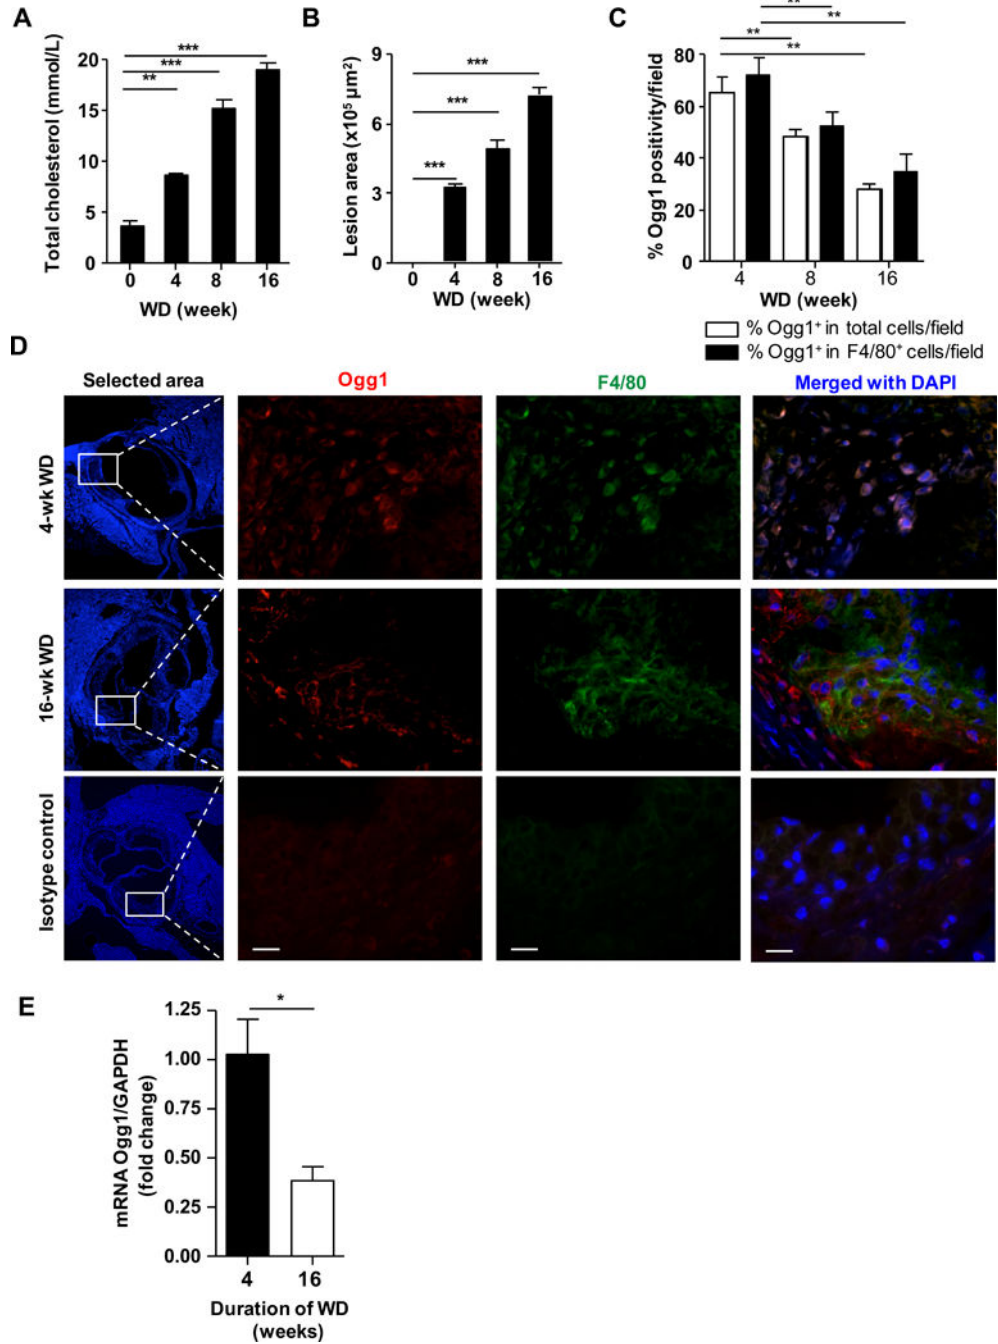 A
Total cholesterol (mmol/L)
20
15
10
5
0
***
***
**
0 4 8 16
WD (week)
B
Lesion area (x10⁵ µm²)
9
6
3
0
***
***
***
0 4 8 16
WD (week)
C
% Ogg1 positivity/field
80
60
40
20
0
**
**
**
**
4 8 16
WD (week)
% Ogg1⁺ in total cells/field
% Ogg1⁺ in F4/80⁺ cells/field
D
Selected area Ogg1 F4/80 Merged with DAPI
4-wk WD
16-wk WD
Isotype control
E
mRNA Ogg1/GAPDH
(fold change)
1.25
1.00
0.75
0.50
0.25
0.00
*
4 16
Duration of WD
(weeks)